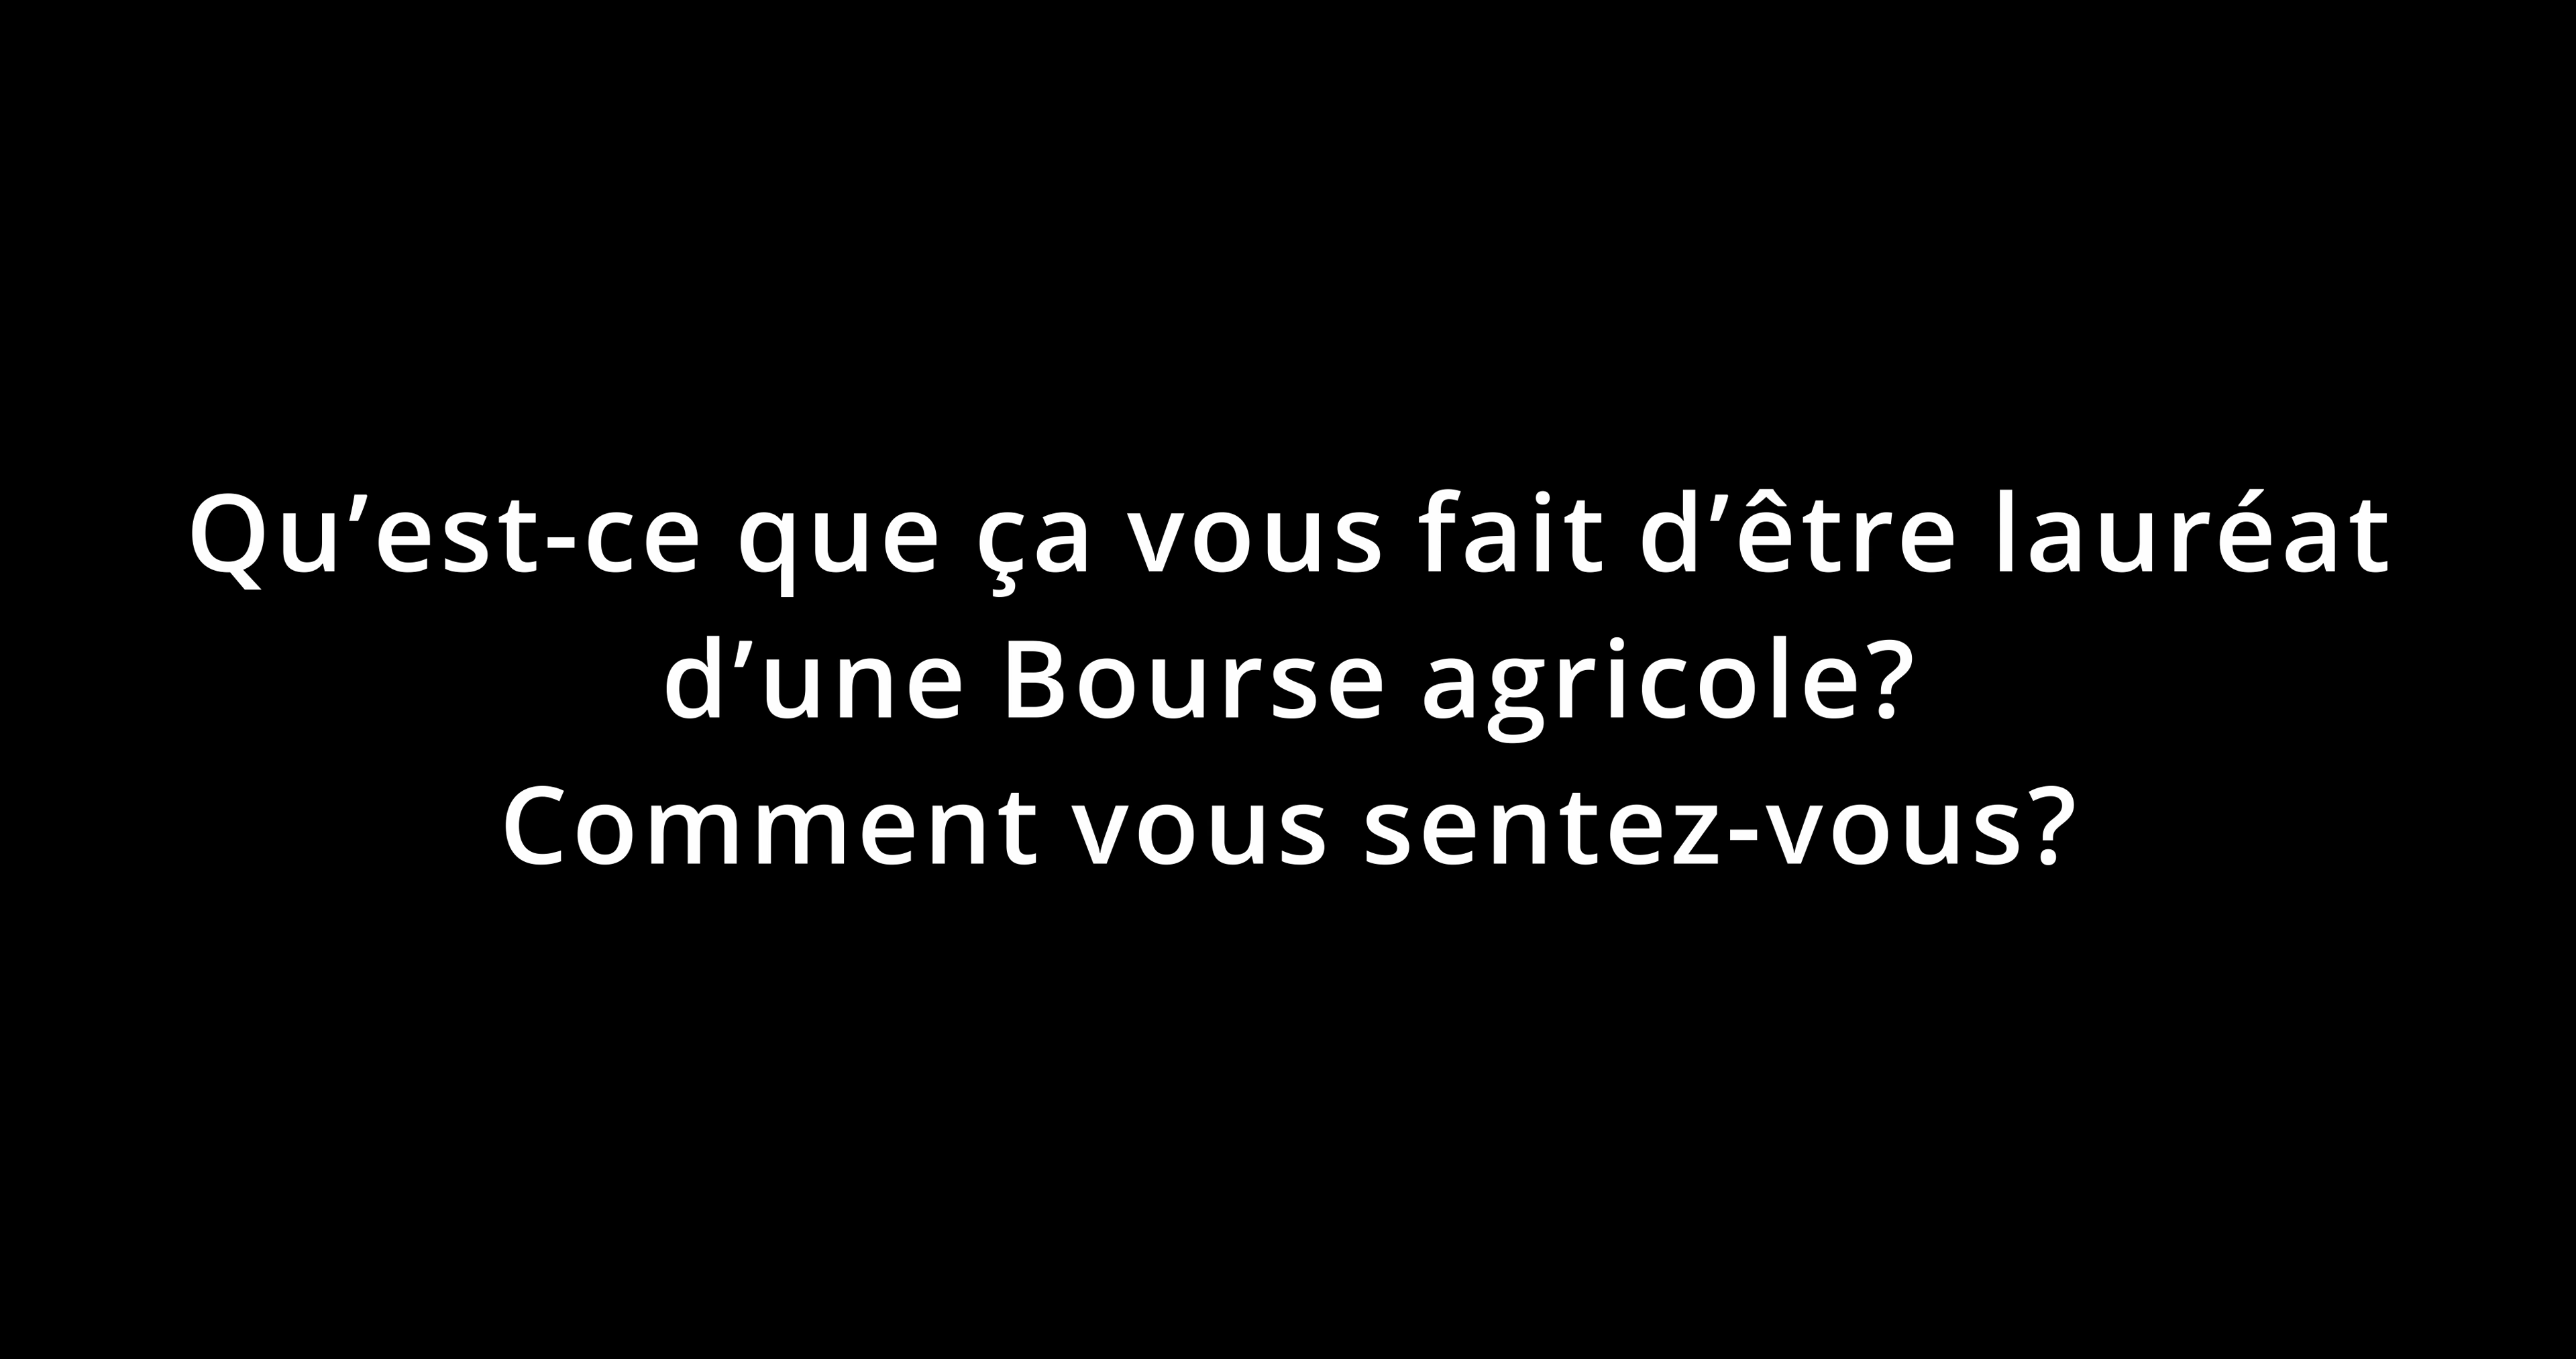 Qu’est-ce que ça vous fait d’être lauréat
d’une Bourse agricole?
Comment vous sentez-vous?